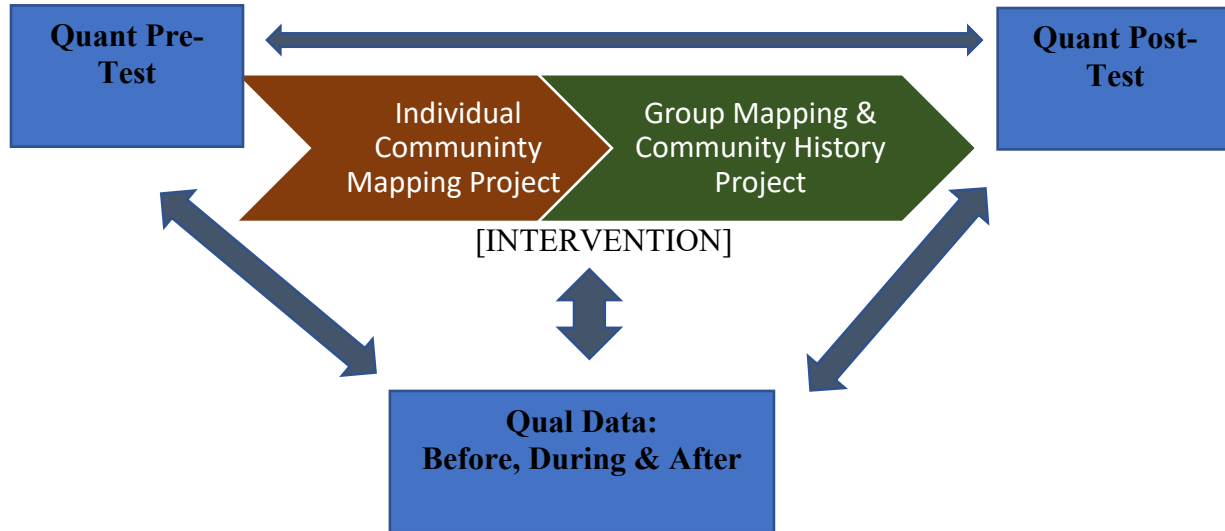 Quant Pre-
Test
Quant Post-
Test
Individual
Communinty
Mapping Project
Group Mapping &
Community History
Project
[INTERVENTION]
Qual Data:
Before, During & After